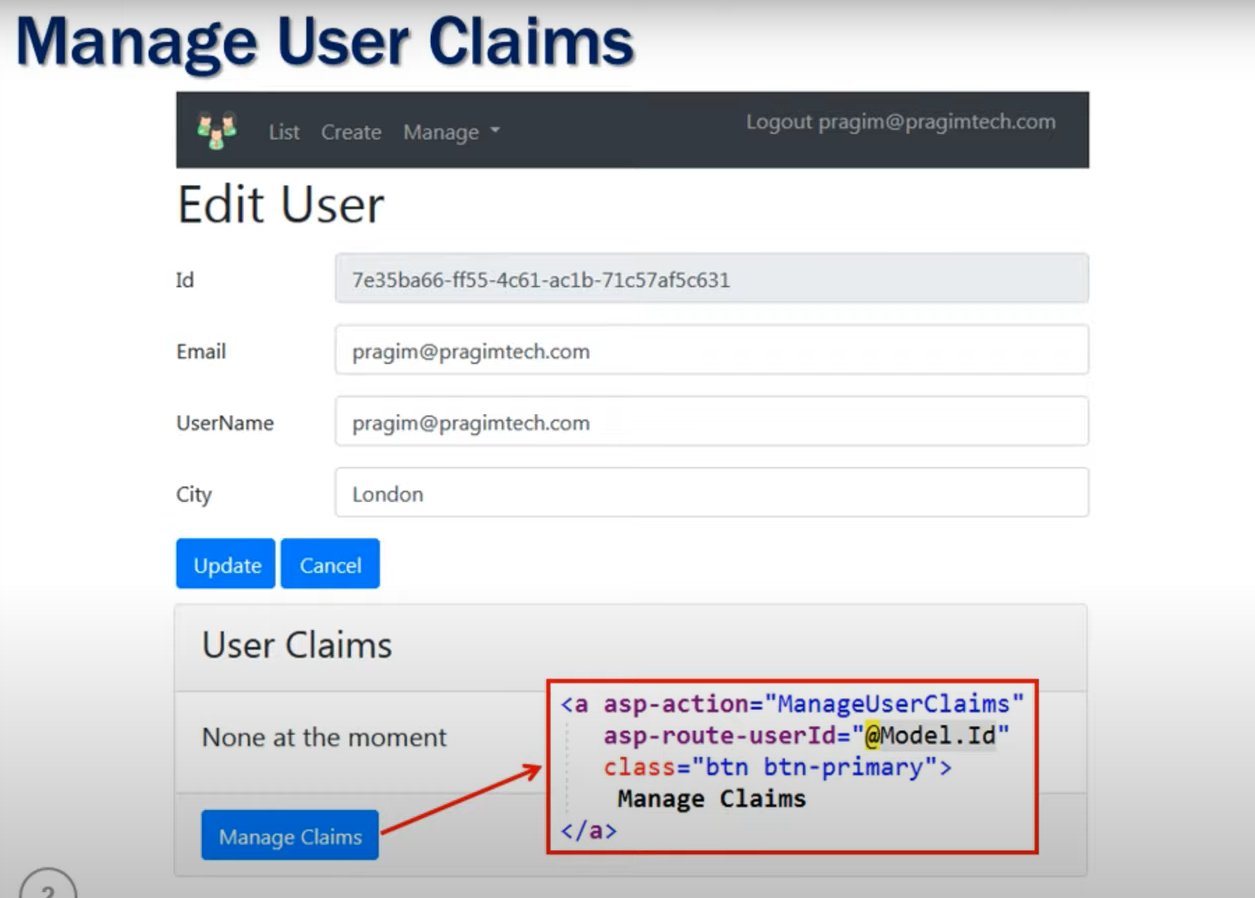 Manage User Claims
List Create Manage Logout pragim@pragimtech.com
Edit User
Id 7e35ba66-ff55-4c61-ac1b-71c57af5c631
Email pragim@pragimtech.com
UserName pragim@pragimtech.com
City London
Update Cancel
User Claims
None at the moment
Manage Claims
<a asp-action="ManageUserClaims"
asp-route-userId="@Model.Id"
class="btn btn-primary">
Manage Claims
</a>
2